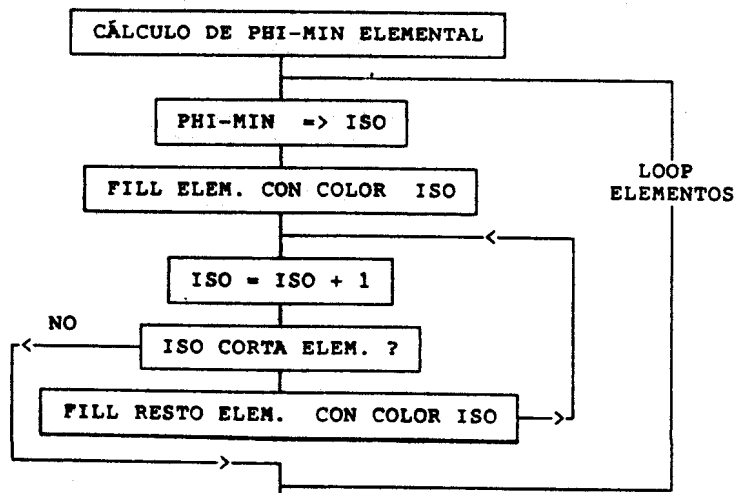 CÁLCULO DE PHI-MIN ELEMENTAL
PHI-MIN => ISO
FILL ELEM. CON COLOR ISO
LOOP
ELEMENTOS
ISO = ISO + 1
NO
ISO CORTA ELEM. ?
FILL RESTO ELEM. CON COLOR ISO